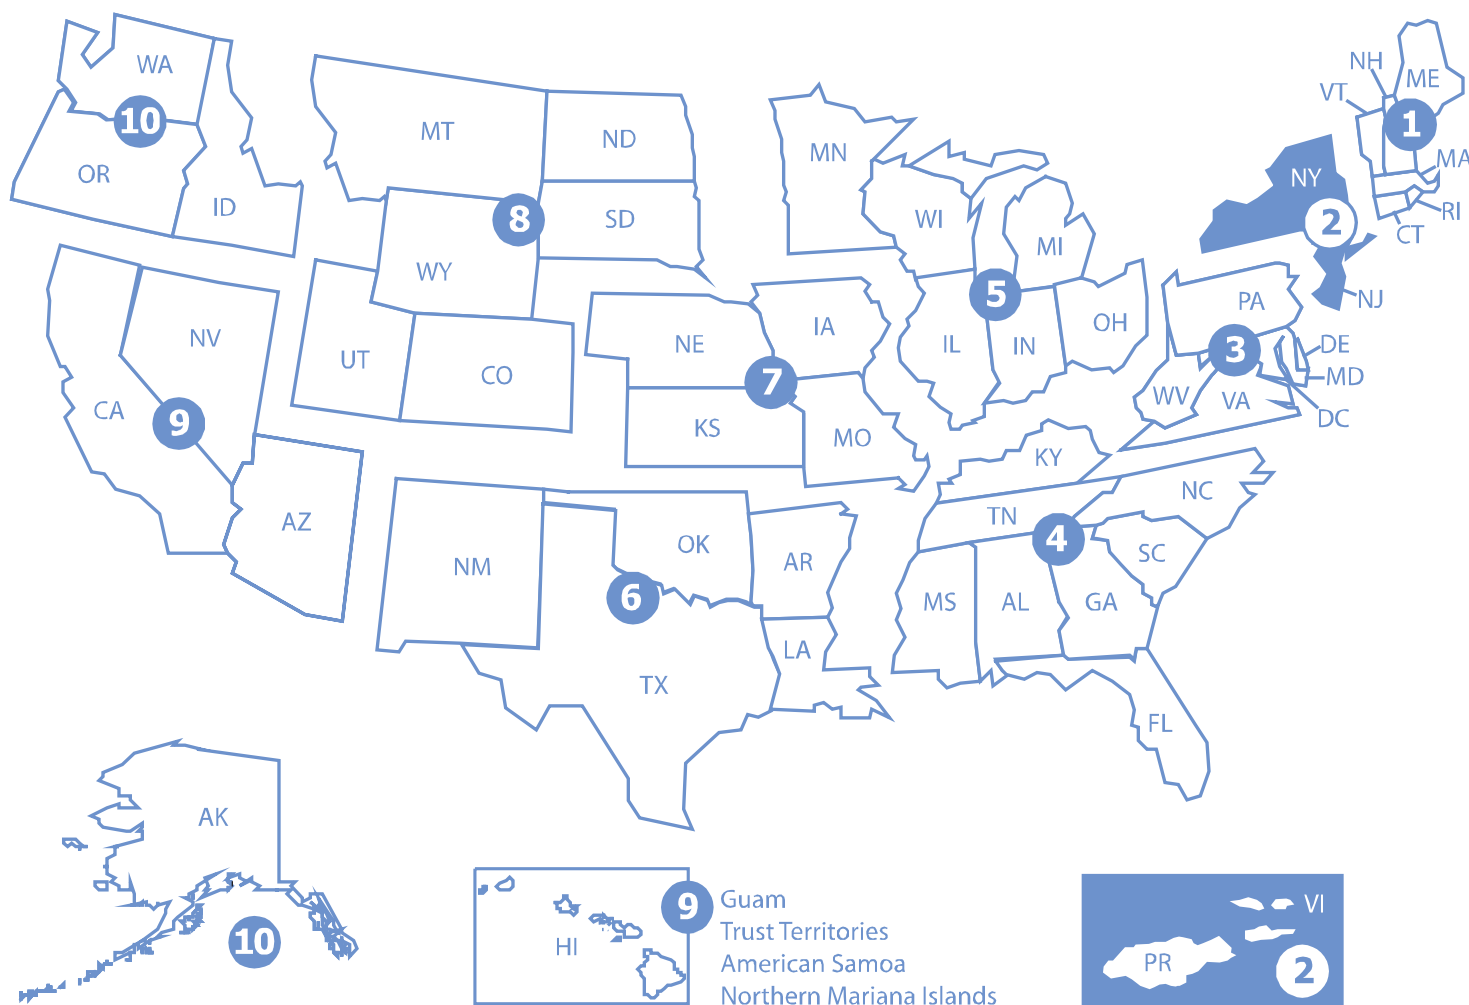 WA
10
OR
ID
MT
ND
8
SD
WY
MN
WI
MI
NH
ME
VT
1
MA
NY
2
RI
CT
NJ
CA
NV
9
UT
CO
AZ
NE
IA
7
KS
MO
5
IL
IN
OH
PA
3
DE
MD
WV
VA
DC
KY
NC
TN
4
SC
NM
OK
AR
6
TX
LA
MS
AL
GA
FL
AK
10
HI
9
Guam
Trust Territories
American Samoa
Northern Mariana Islands
VI
PR
2